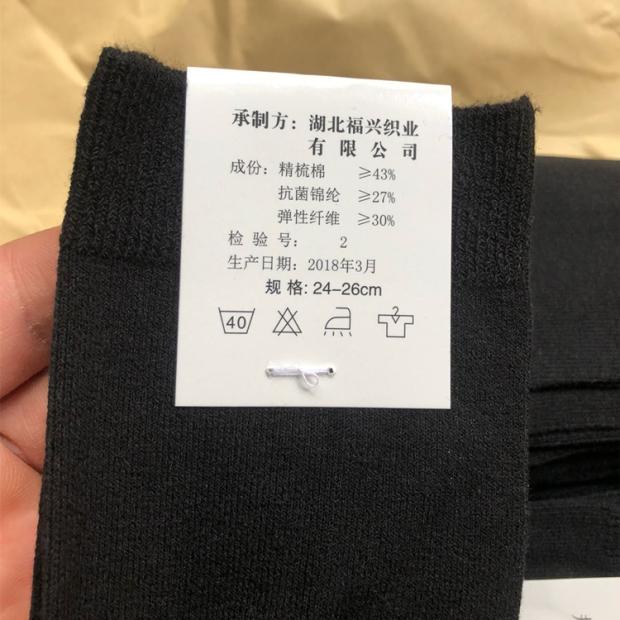 承制方：湖北福兴织业
有限公司
成份：精梳棉 ≥43%
抗菌锦纶 ≥27%
弹性纤维 ≥30%
检验号： 2
生产日期：2018年3月
规格：24-26cm
40
2